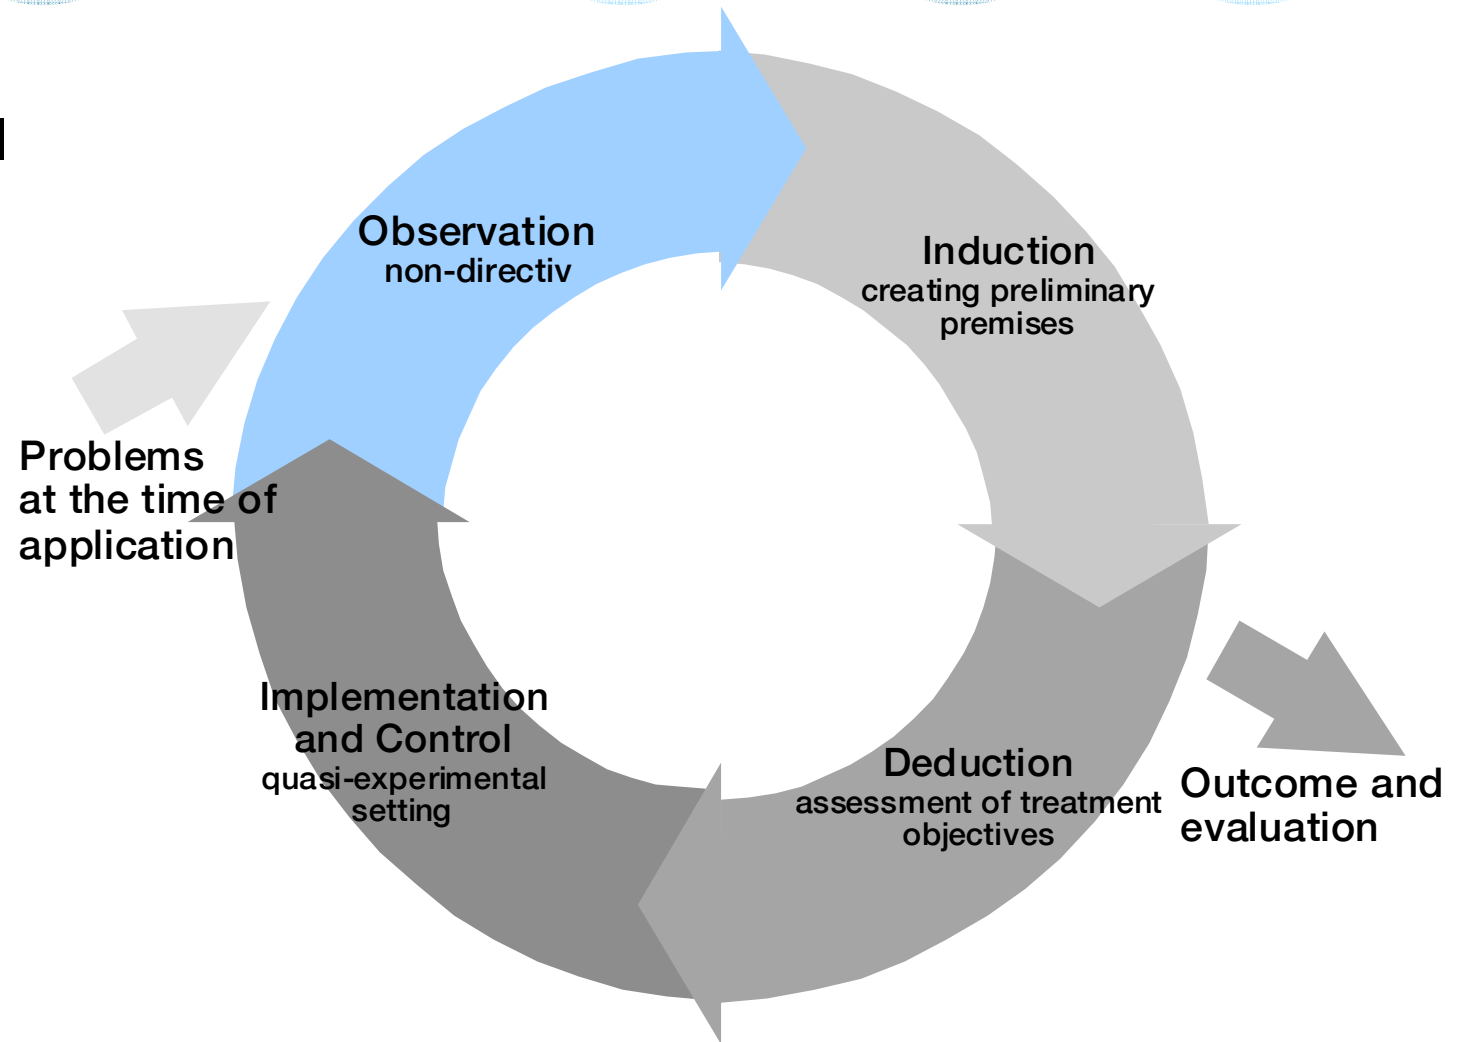 Observation
non-directiv
Induction
creating preliminary
premises
Problems
at the time of
application
Implementation
and Control
quasi-experimental
setting
Deduction
assessment of treatment
objectives
Outcome and
evaluation